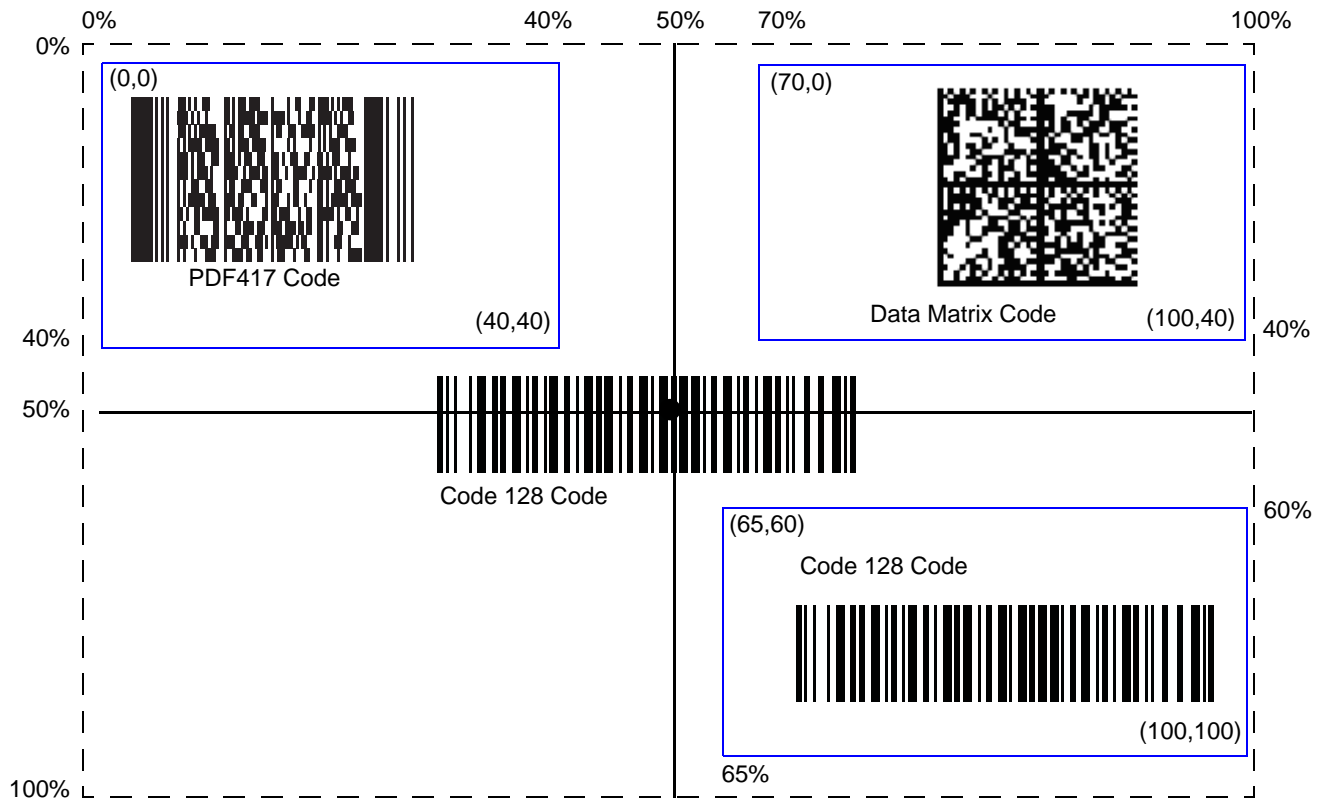 0% 40% 50% 70% 100%
0%
(0,0)
(70,0)
PDF417 Code
Data Matrix Code
(40,40)
(100,40)
40%
40%
50%
Code 128 Code
60%
(65,60)
Code 128 Code
(100,100)
65%
100%